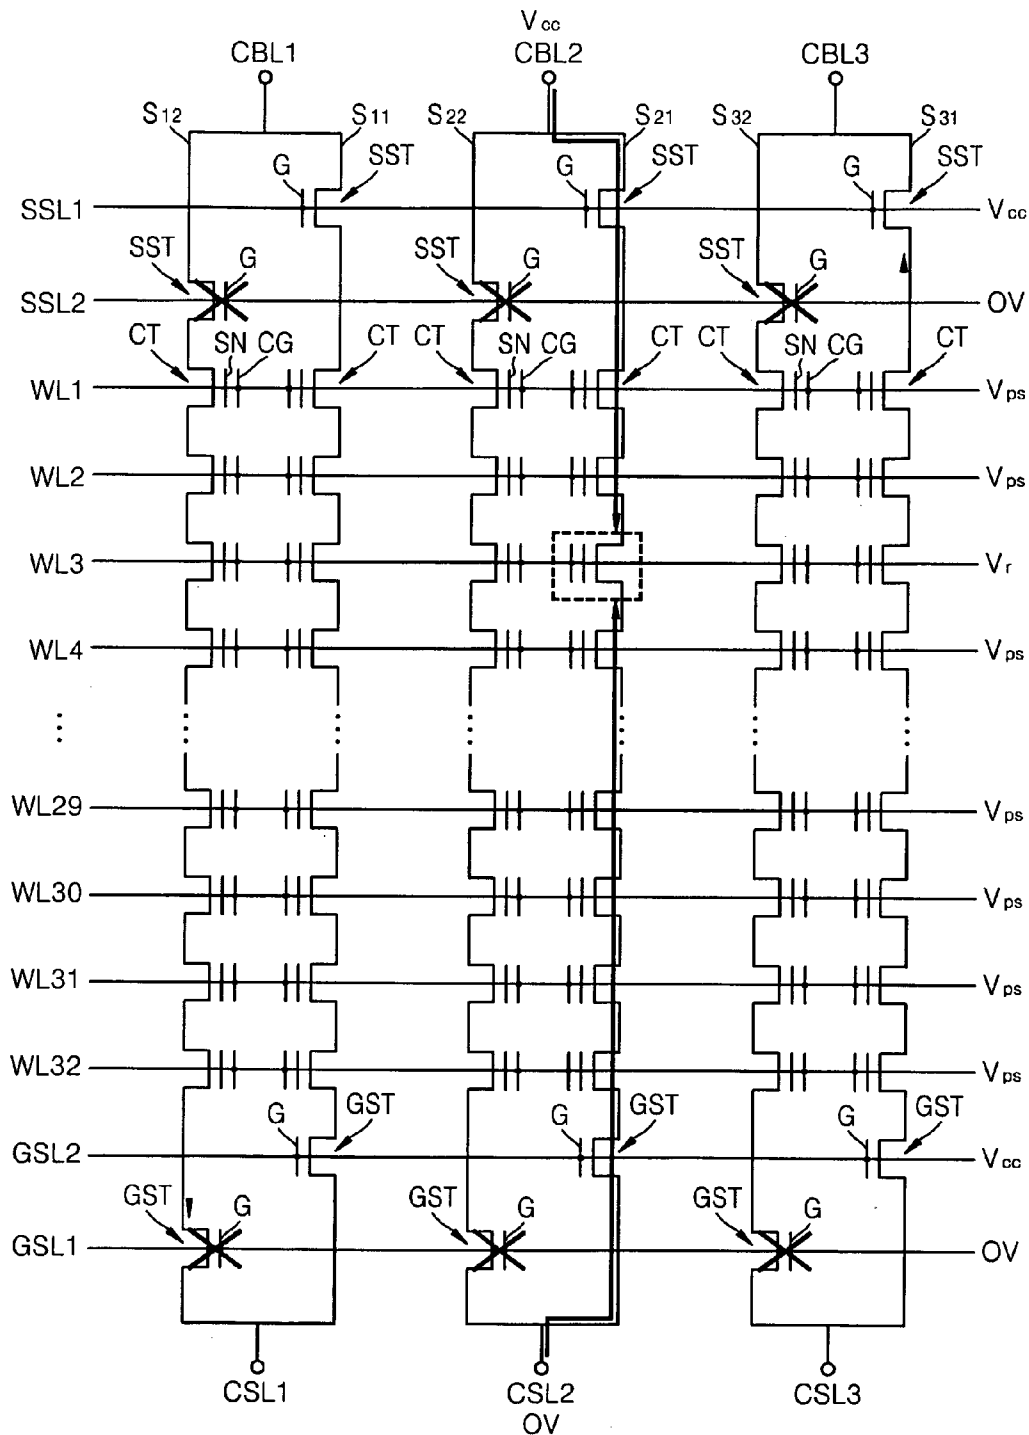 Vcc
CBL1 CBL2 CBL3
S12 S11 S22 S21 S32 S31
G SST G SST G SST
SSL1 Vcc
SST G SST G SST G
SSL2 OV
CT SN CG CT CT SN CG CT CT SN CG CT
WL1 Vps
WL2 Vps
WL3 Vr
WL4 Vps
⋮ ⋮ ⋮ ⋮ ⋮ ⋮ ⋮
WL29 Vps
WL30 Vps
WL31 Vps
WL32 Vps
G GST G GST G GST
GSL2 Vcc
GST G GST G GST G
GSL1 OV
CSL1 CSL2 CSL3
OV